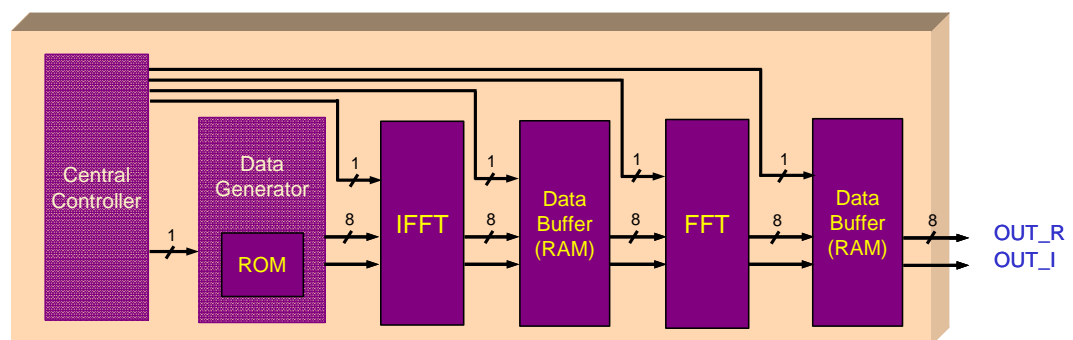 Central
Controller
1
Data
Generator
ROM
1
8
IFFT
1
8
Data
Buffer
(RAM)
1
8
FFT
1
8
Data
Buffer
(RAM)
8
OUT_R
OUT_I